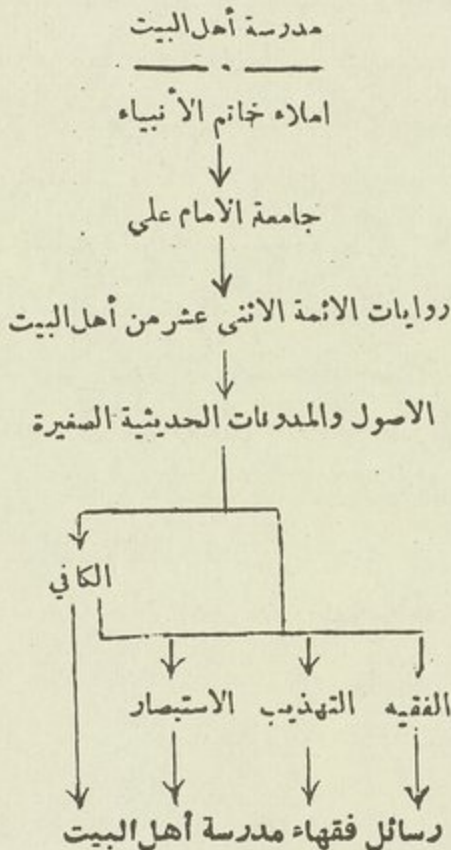 مدرسة أهل البيت
املاء خاتم الأنبياء
جامعة الامام علي
روايات الائمة الاثنى عشر من أهل البيت
الاصول والمدونات الحديثية الصغيرة
الكافي
الفقيه التهذيب الاستبصار
رسائل فقهاء مدرسة أهل البيت